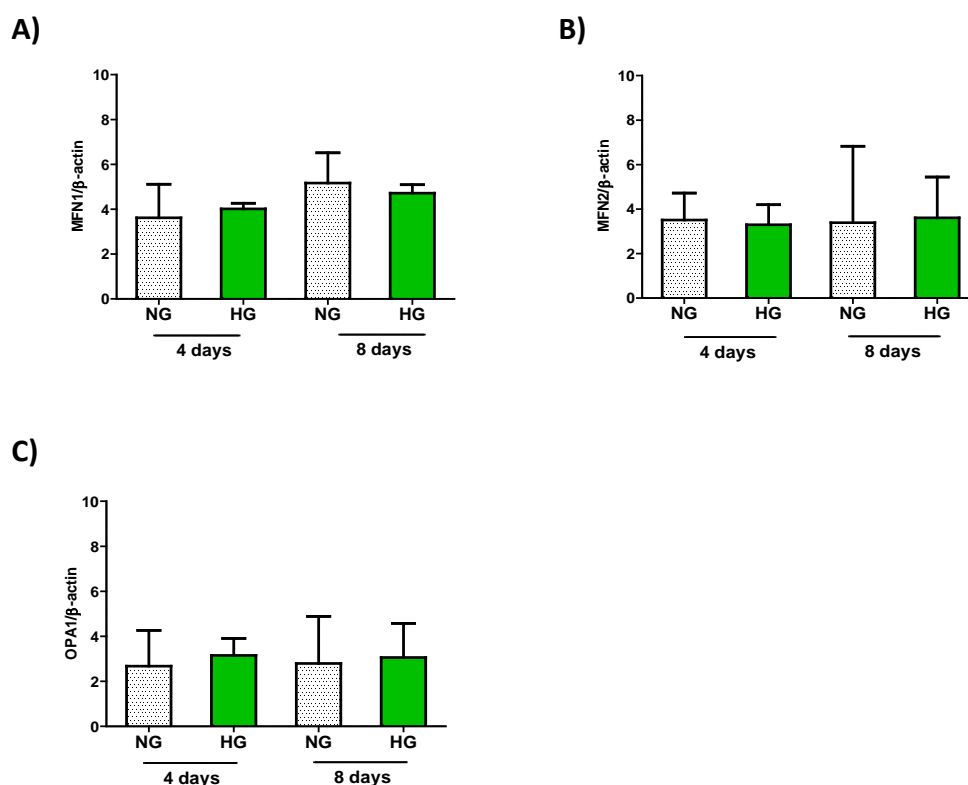 A)
10
8
6
4
2
0
MFN1/β-actin
NG HG NG HG
4 days 8 days
B)
10
8
6
4
2
0
MFN2/β-actin
NG HG NG HG
4 days 8 days
C)
10
8
6
4
2
0
OPA1/β-actin
NG HG NG HG
4 days 8 days